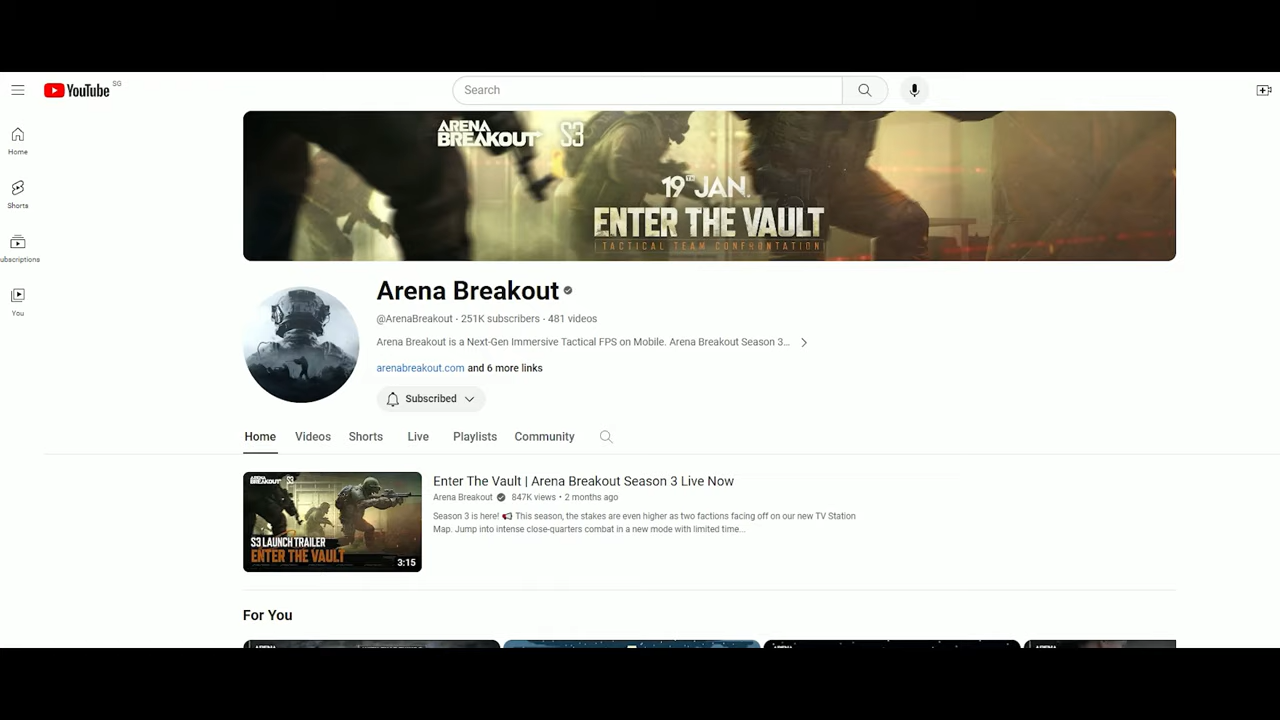 YouTube SG
Search
Home
Shorts
ubscriptions
You
ARENA BREAKOUT S3
19TH JAN.
ENTER THE VAULT
TACTICAL TEAM CONFRONTATION
Arena Breakout
@ArenaBreakout · 251K subscribers · 481 videos
Arena Breakout is a Next-Gen Immersive Tactical FPS on Mobile. Arena Breakout Season 3...
arenabreakout.com and 6 more links
Subscribed
Home Videos Shorts Live Playlists Community
ARENA BREAKOUT S3
S3 LAUNCH TRAILER
ENTER THE VAULT
3:15
Enter The Vault | Arena Breakout Season 3 Live Now
Arena Breakout 847K views • 2 months ago
Season 3 is here! 📢 This season, the stakes are even higher as two factions facing off on our new TV Station
Map. Jump into intense close-quarters combat in a new mode with limited time...
For You